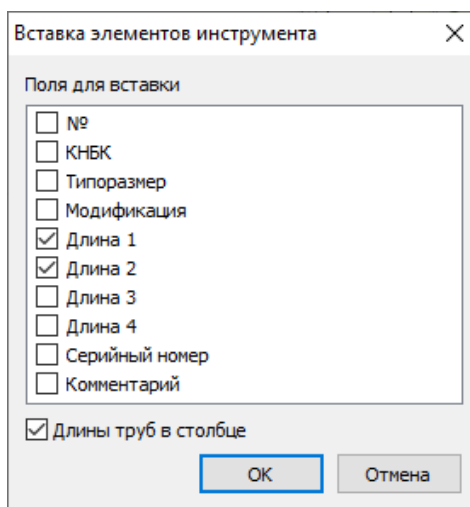 Вставка элементов инструмента
Поля для вставки
№
КНБК
Типоразмер
Модификация
Длина 1
Длина 2
Длина 3
Длина 4
Серийный номер
Комментарий
Длины труб в столбце
ОК Отмена